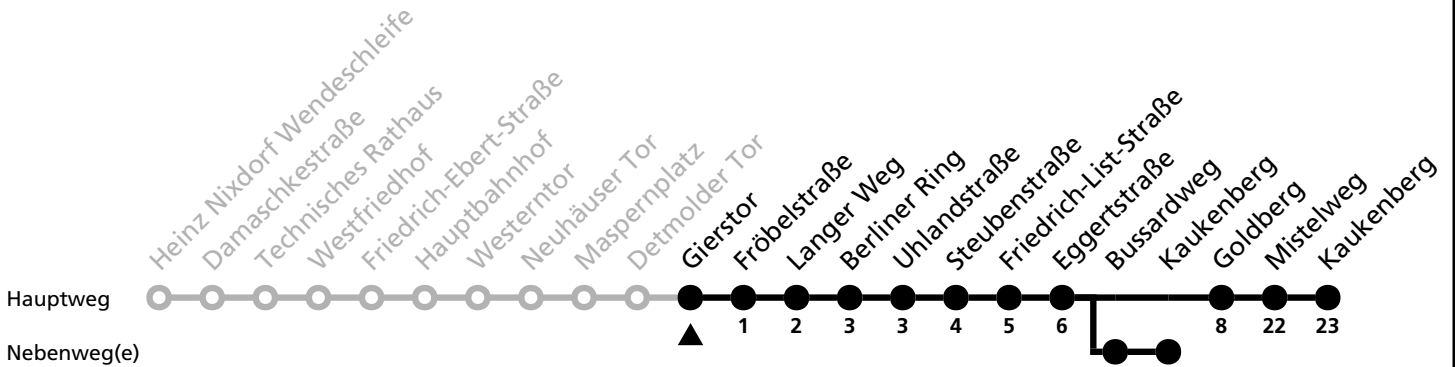 Heinz Nixdorf Wendeschleife
Damaschkestraße
Technisches Rathaus
Westfriedhof
Friedrich-Ebert-Straße
Hauptbahnhof
Westerntor
Neuhäuser Tor
Maspernplatz
Detmolder Tor
Gierstor
Fröbelstraße
Langer Weg
Berliner Ring
Uhlandstraße
Steubenstraße
Friedrich-List-Straße
Eggertstraße
Bussardweg
Kaukenberg
Goldberg
Mistelweg
Kaukenberg
Hauptweg
1 2 3 3 4 5 6 8 22 23
Nebenweg(e)